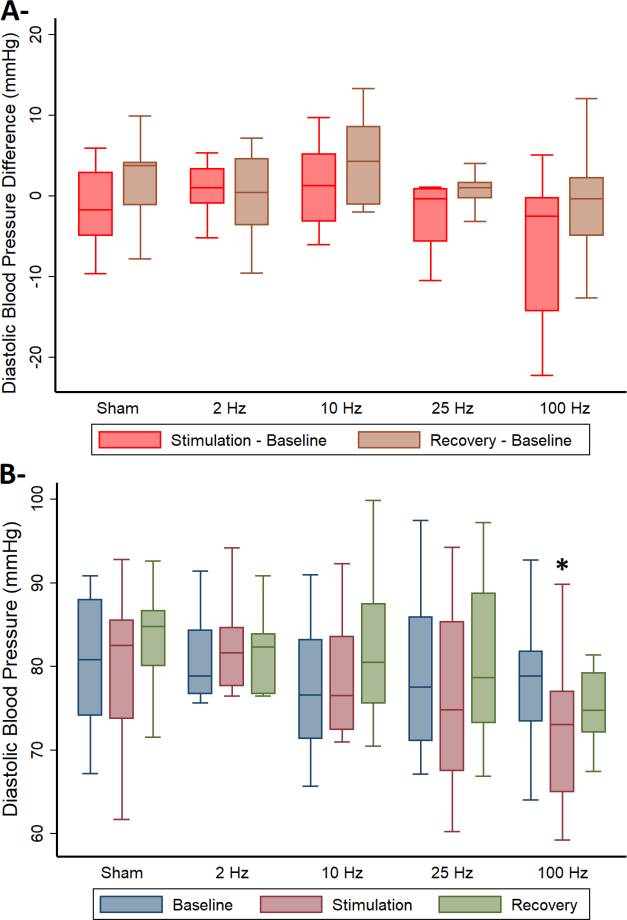 A-
Diastolic Blood Pressure Difference (mmHg)
20
10
0
-10
-20
Sham 2 Hz 10 Hz 25 Hz 100 Hz
Stimulation - Baseline Recovery - Baseline
B-
Diastolic Blood Pressure (mmHg)
100
90
80
70
60
*
Sham 2 Hz 10 Hz 25 Hz 100 Hz
Baseline Stimulation Recovery